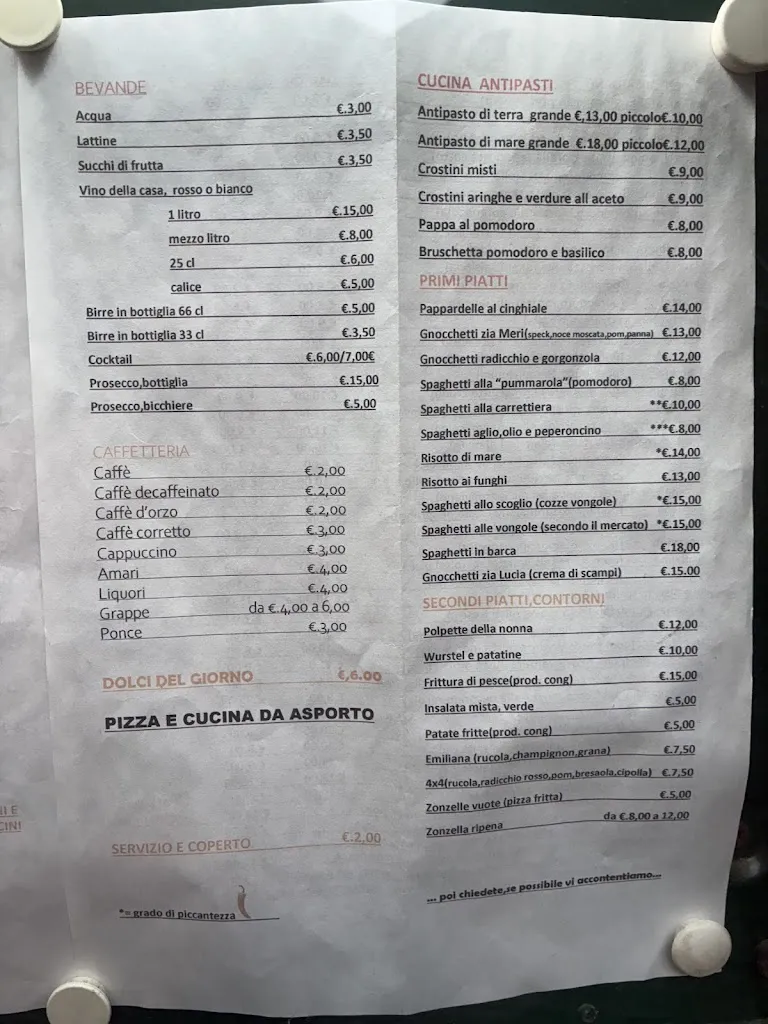 BEVANDE
Acqua €.3,00
Lattine €.3,50
Succhi di frutta €.3,50
Vino della casa, rosso o bianco
1 litro €.15,00
mezzo litro €.8,00
25 cl €.6,00
calice €.5,00
Birre in bottiglia 66 cl €.5,00
Birre in bottiglia 33 cl €.3,50
Cocktail €.6,00/7,00€
Prosecco,bottiglia €.15,00
Prosecco,bicchiere €.5,00
CAFFETTERIA
Caffè €.2,00
Caffè decaffeinato €.2,00
Caffè d'orzo €.2,00
Caffè corretto €.3,00
Cappuccino €.3,00
Amari €.4,00
Liquori €.4,00
Grappe da €.4,00 a 6,00
Ponce €.3,00
DOLCI DEL GIORNO €,6.00
PIZZA E CUCINA DA ASPORTO
SERVIZIO E COPERTO €.2,00
*= grado di piccantezza
CUCINA ANTIPASTI
Antipasto di terra grande €,13,00 piccolo€.10,00
Antipasto di mare grande €.18,00 piccolo€.12,00
Crostini misti €.9,00
Crostini aringhe e verdure all aceto €.9,00
Pappa al pomodoro €.8,00
Bruschetta pomodoro e basilico €.8,00
PRIMI PIATTI
Pappardelle al cinghiale €.14,00
Gnocchetti zia Meri(speck,noce moscata,pom,panna) €.13,00
Gnocchetti radicchio e gorgonzola €.12,00
Spaghetti alla "pummarola"(pomodoro) €.8,00
Spaghetti alla carrettiera **€.10,00
Spaghetti aglio,olio e peperoncino ***€.8,00
Risotto di mare *€.14,00
Risotto ai funghi €.13,00
Spaghetti allo scoglio (cozze vongole) *€.15,00
Spaghetti alle vongole (secondo il mercato) *€.15,00
Spaghetti in barca €.18,00
Gnocchetti zia Lucia (crema di scampi) €.15.00
SECONDI PIATTI,CONTORNI
Polpette della nonna €.12,00
Wurstel e patatine €.10,00
Frittura di pesce(prod. cong) €.15,00
Insalata mista, verde €.5,00
Patate fritte(prod. cong) €.5,00
Emiliana (rucola,champignon,grana) €.7,50
4x4(rucola,radicchio rosso,pom,bresaola,cipolla) €.7,50
Zonzelle vuote (pizza fritta) €.5,00
Zonzella ripena da €.8,00 a 12,00
... poi chiedete,se possibile vi accontentiamo...